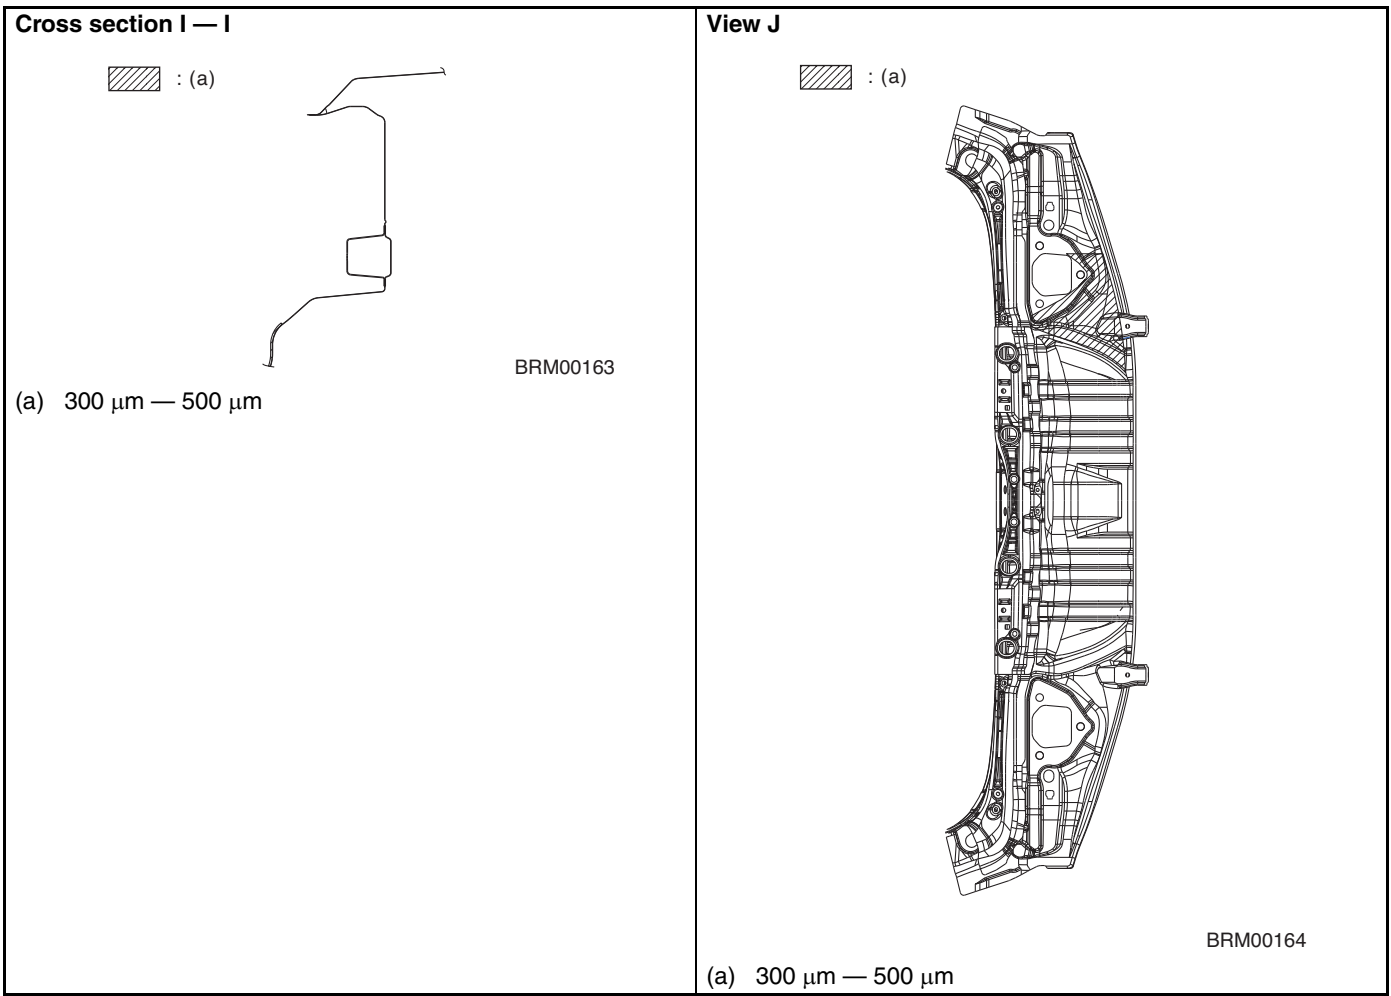 Cross section I — I
: (a)
BRM00163
(a) 300 μm — 500 μm
View J
: (a)
BRM00164
(a) 300 μm — 500 μm